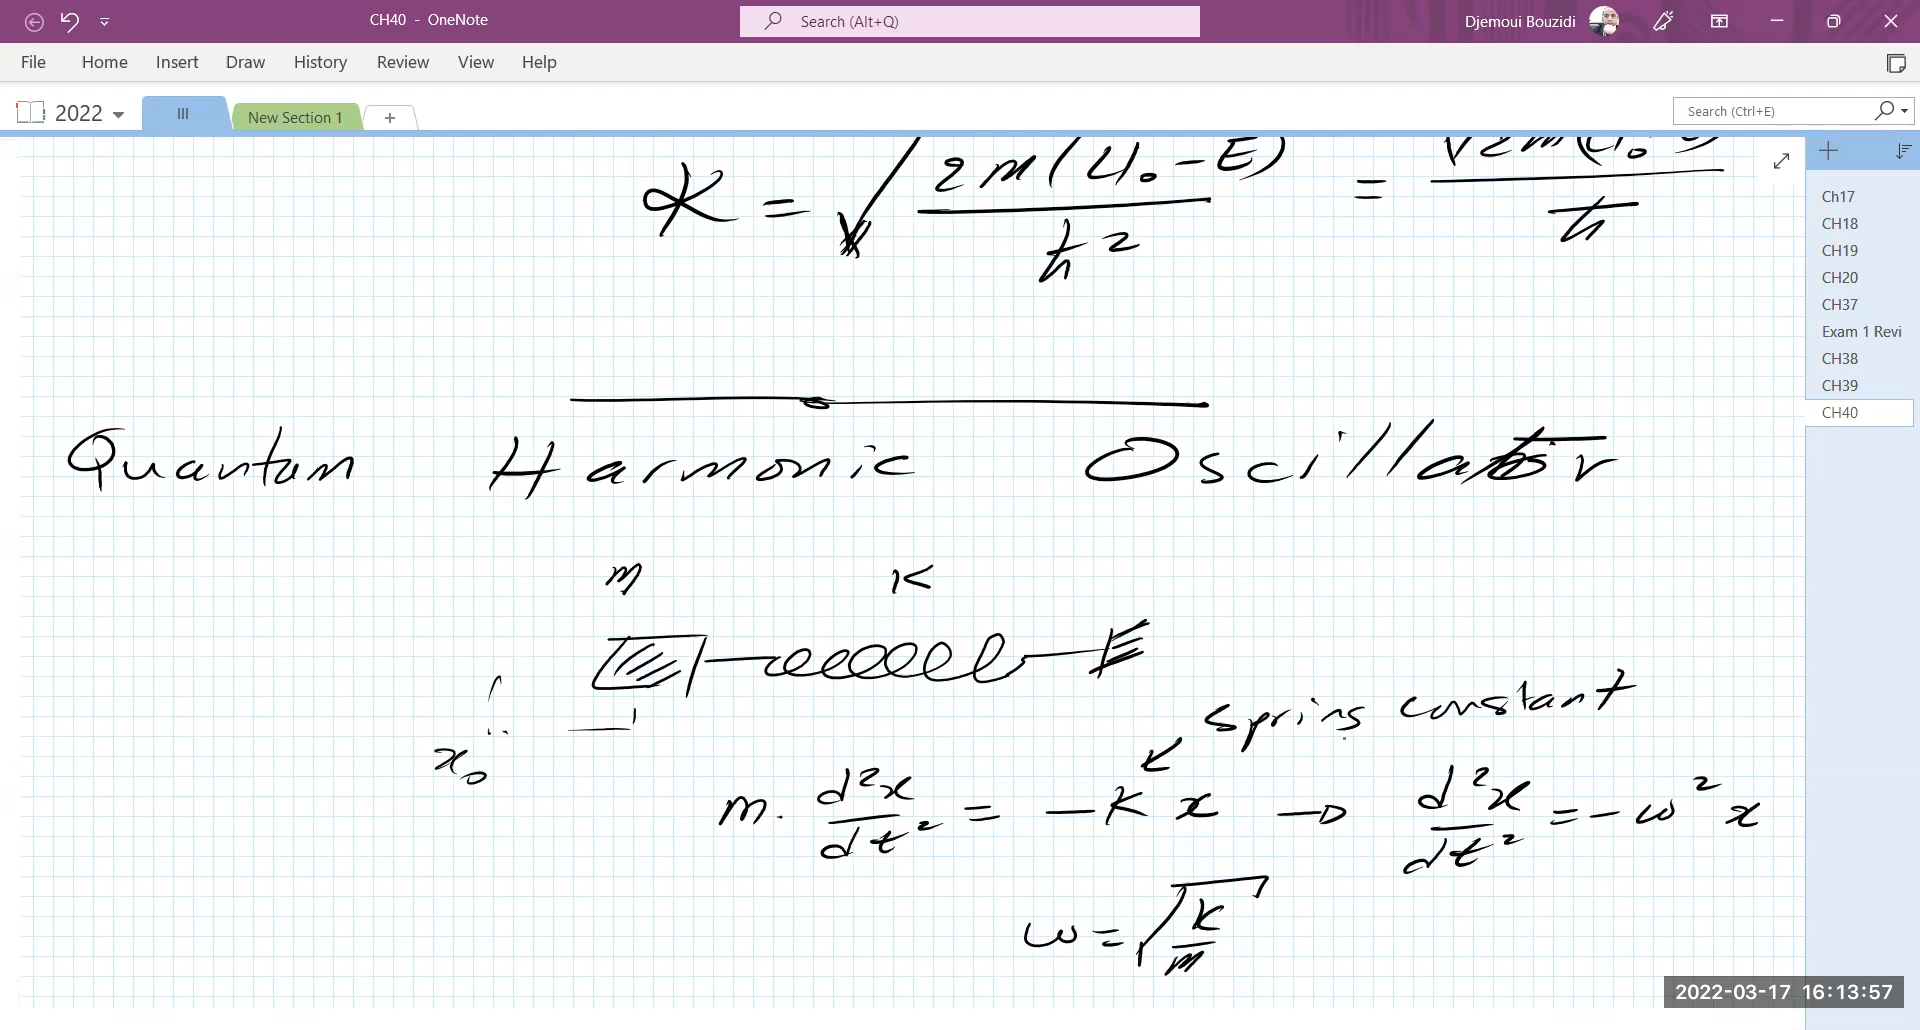 CH40 - OneNote
Search (Alt+Q)
Djemoui Bouzidi
File Home Insert Draw History Review View Help
2022
III
New Section 1
+
Search (Ctrl+E)
K = √(2m(U₀ - E) / ħ²) = √2m(U₀ / ħ
Quantum Harmonic Oscillator
m K
spring constant
x₀
m. d²x/dt² = - K x → d²x/dt² = - ω² x
ω = √(K/m)
Ch17
CH18
CH19
CH20
CH37
Exam 1 Revi
CH38
CH39
CH40
2022-03-17 16:13:57